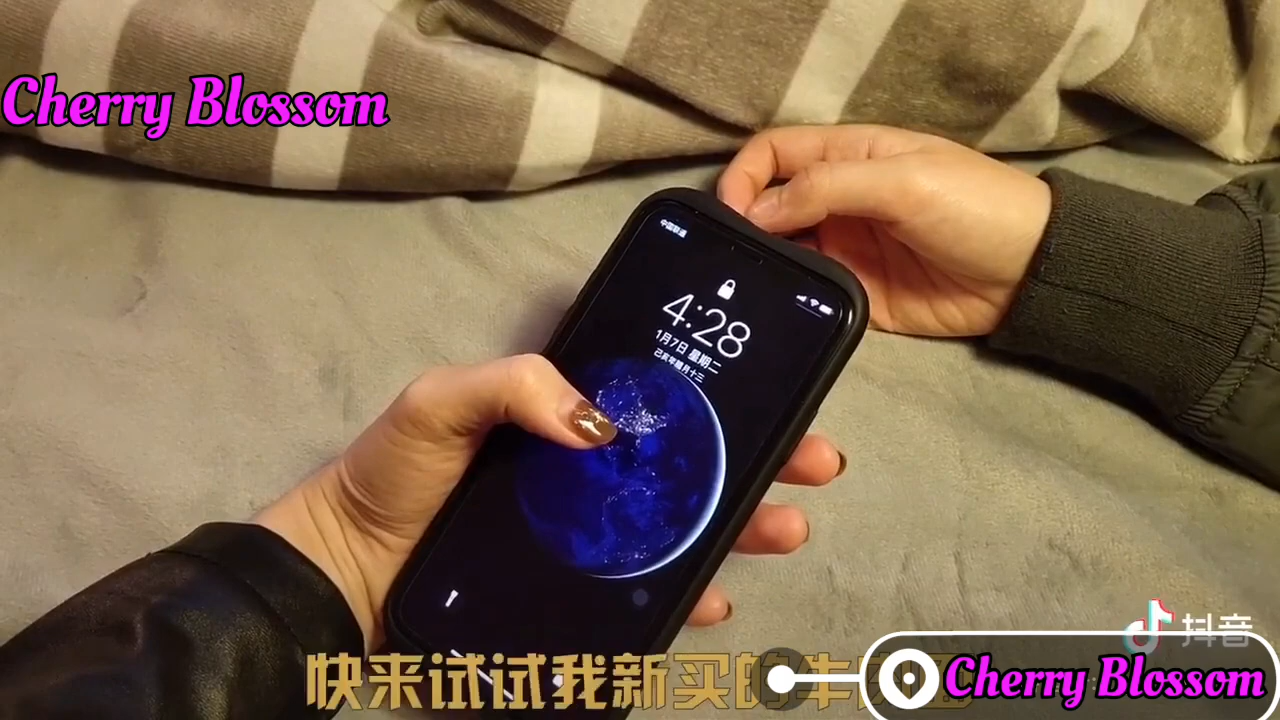 Cherry Blossom
中国联通
4:28
1月7日 星期二
己亥年腊月十三
抖音
快来试试我新买的牛
Cherry Blossom